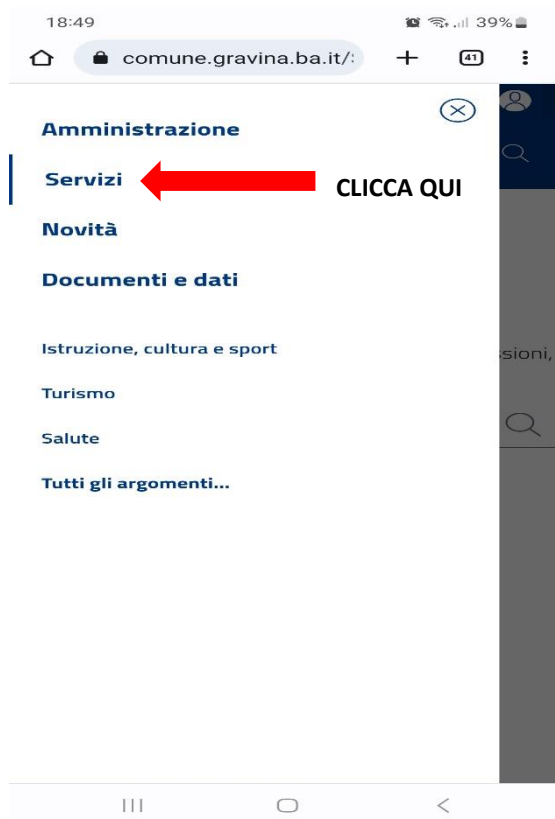 18:49 39%
comune.gravina.ba.it/ 41
Amministrazione
Servizi CLICCA QUI
Novità
Documenti e dati
Istruzione, cultura e sport
sioni,
Turismo
Salute
Tutti gli argomenti...